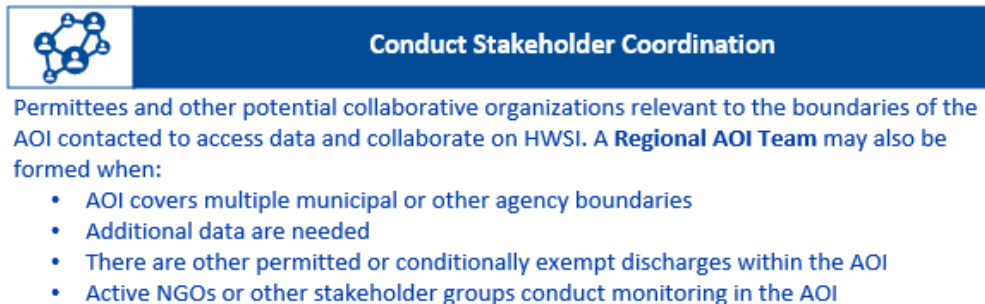 Conduct Stakeholder Coordination
Permittees and other potential collaborative organizations relevant to the boundaries of the
AOI contacted to access data and collaborate on HWSI. A Regional AOI Team may also be
formed when:
• AOI covers multiple municipal or other agency boundaries
• Additional data are needed
• There are other permitted or conditionally exempt discharges within the AOI
• Active NGOs or other stakeholder groups conduct monitoring in the AOI